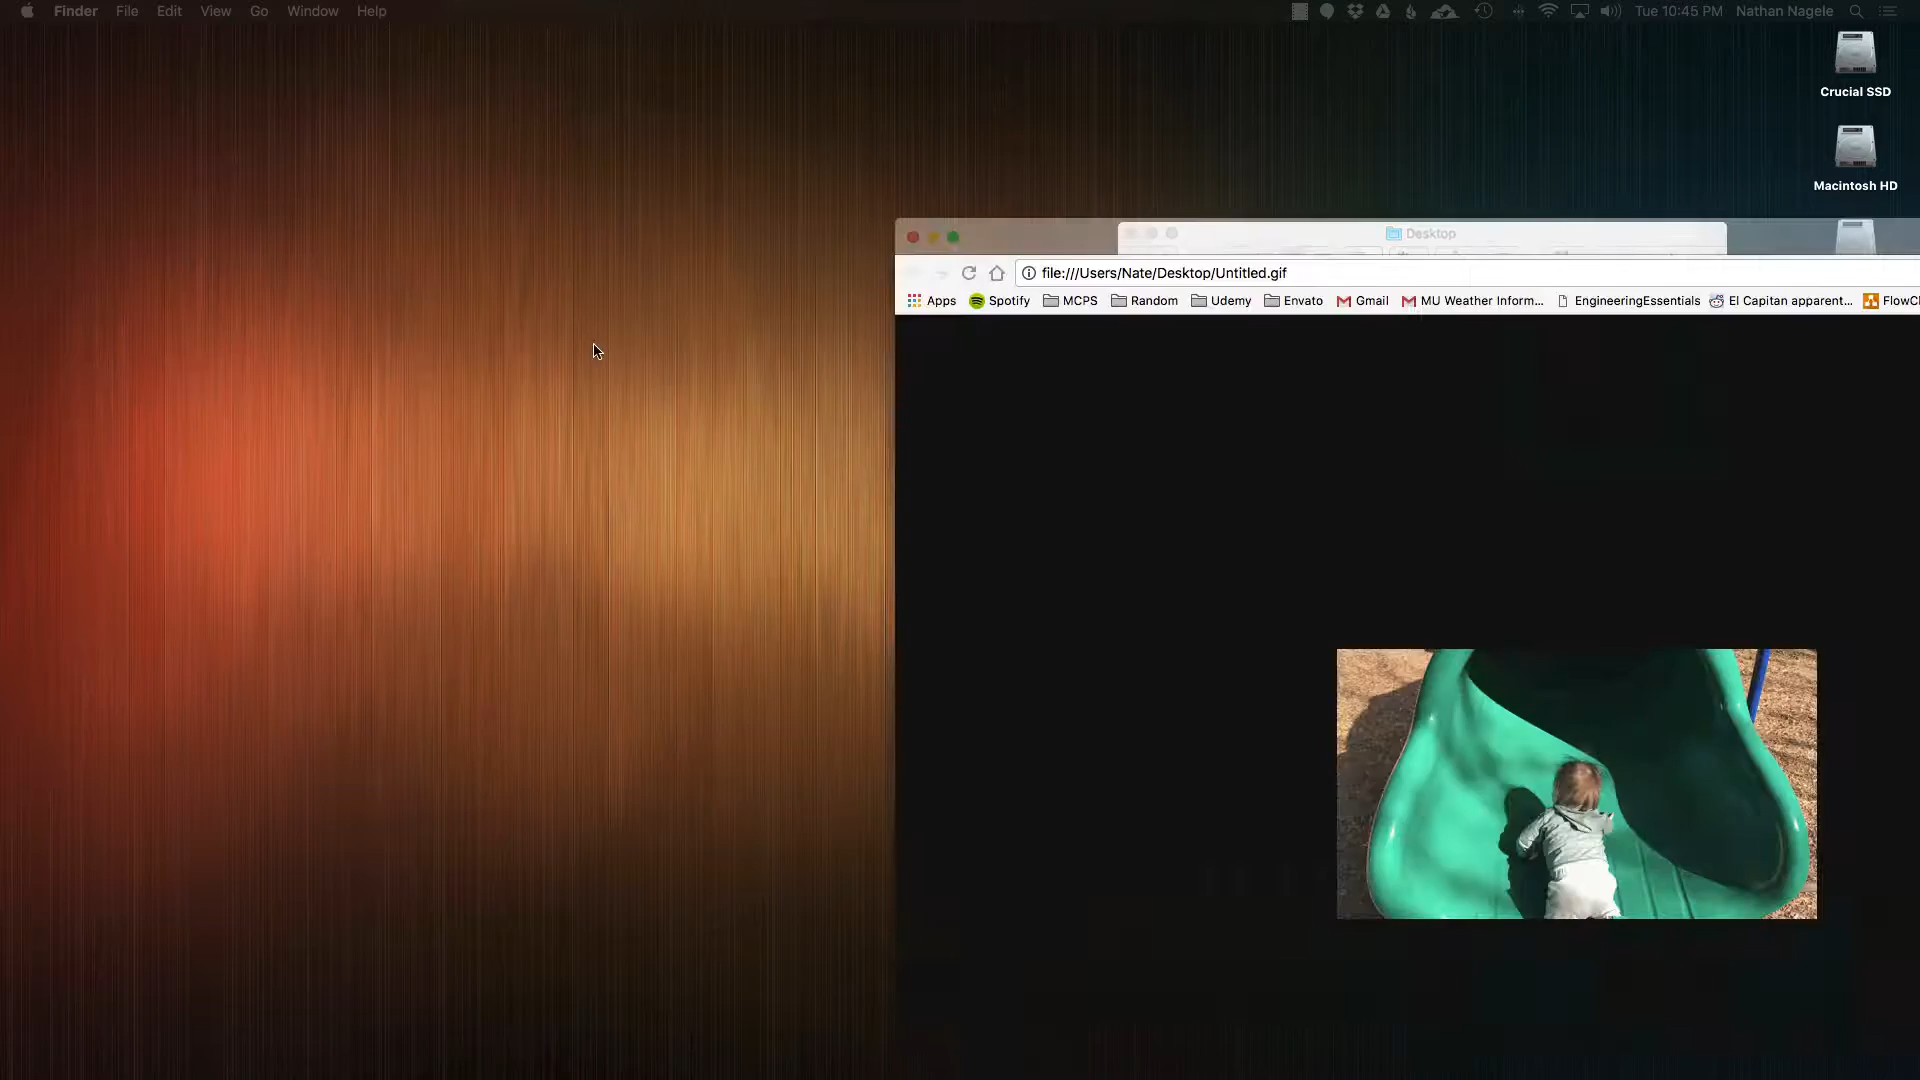 Finder File Edit View Go Window Help
Tue 10:45 PM Nathan Nagele
Crucial SSD
Macintosh HD
Desktop
file:///Users/Nate/Desktop/Untitled.gif
Apps Spotify MCPS Random Udemy Envato Gmail MU Weather Inform... EngineeringEssentials El Capitan apparent... FlowC